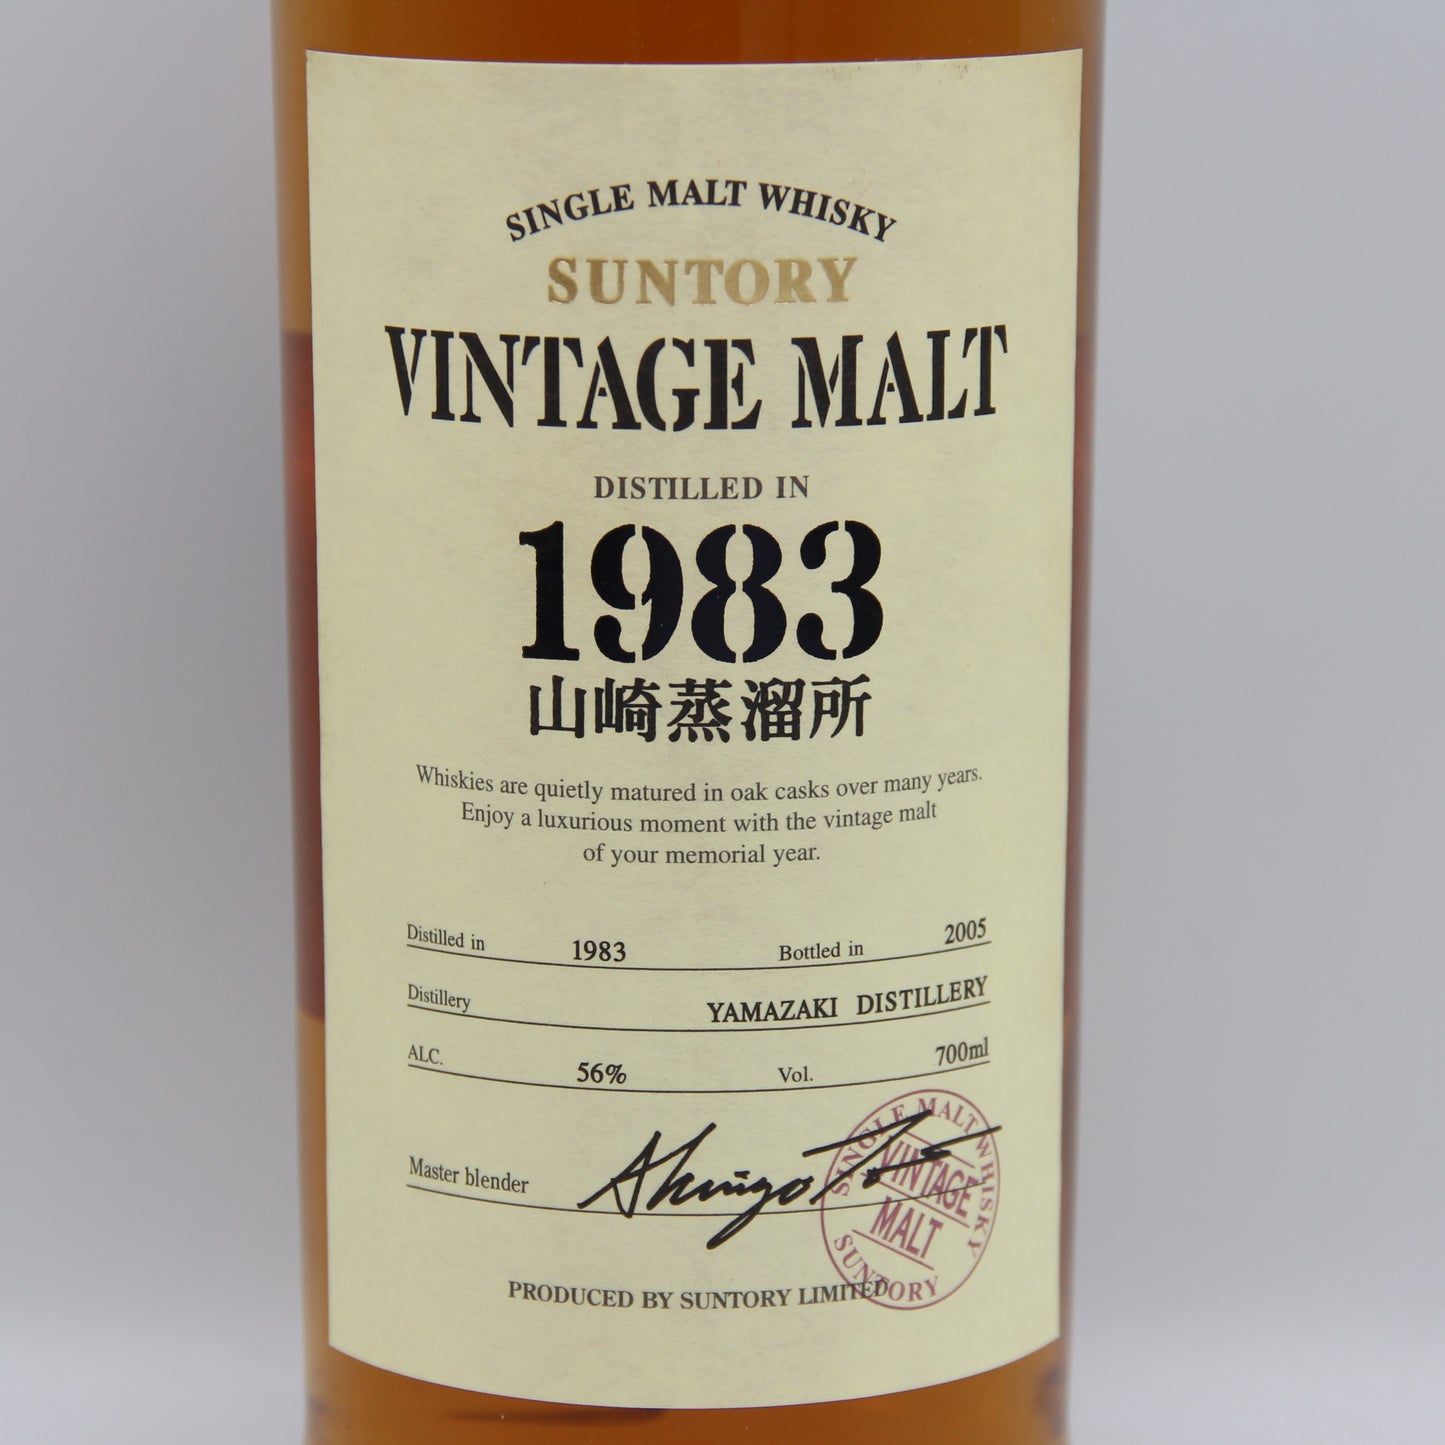 SINGLE MALT WHISKY
SUNTORY
VINTAGE MALT
DISTILLED IN
1983
山崎蒸溜所
Whiskies are quietly matured in oak casks over many years.
Enjoy a luxurious moment with the vintage malt
of your memorial year.
Distilled in 1983 Bottled in 2005
Distillery YAMAZAKI DISTILLERY
ALC. 56% Vol. 700ml
Master blender
SINGLE MALT WHISKY
VINTAGE
MALT
SUNTORY
PRODUCED BY SUNTORY LIMITED